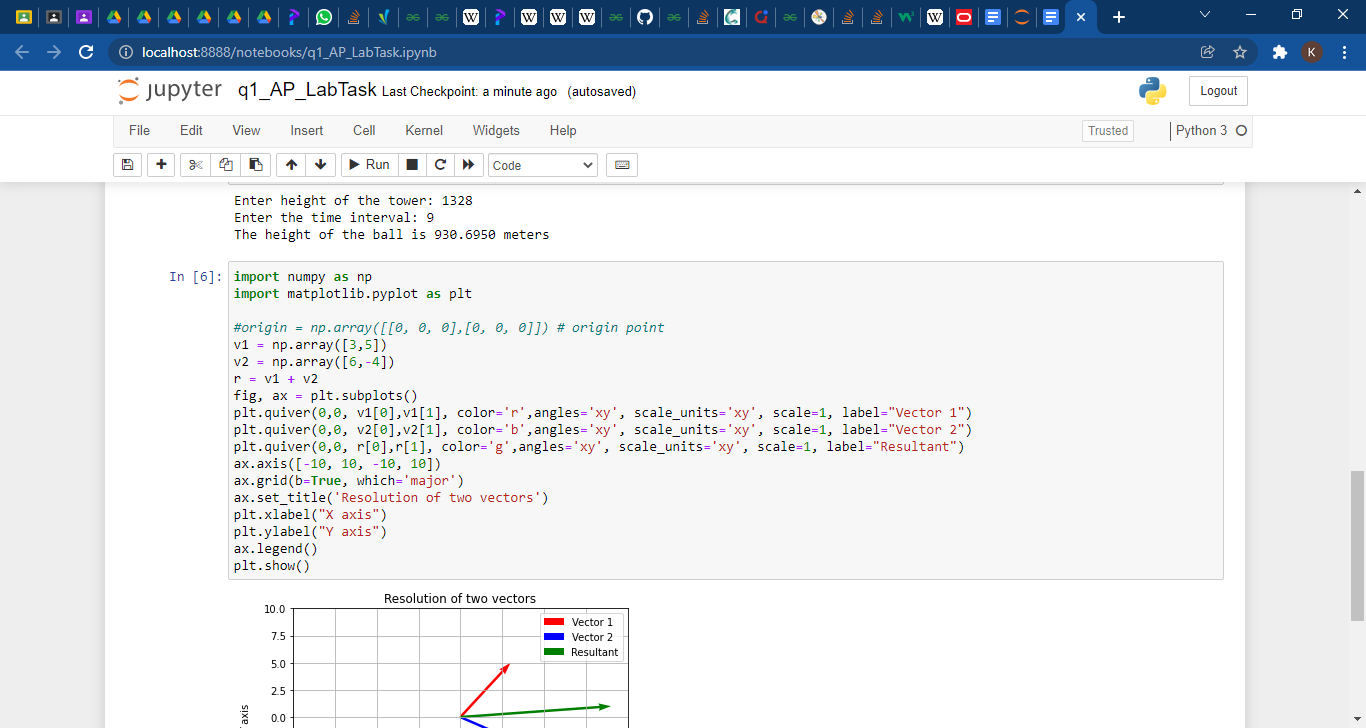 localhost:8888/notebooks/q1_AP_LabTask.ipynb
K
jupyter q1_AP_LabTask Last Checkpoint: a minute ago (autosaved)
Logout
File Edit View Insert Cell Kernel Widgets Help
Trusted
Python 3
Run
Code
Enter height of the tower: 1328
Enter the time interval: 9
The height of the ball is 930.6950 meters
In [6]:
import numpy as np
import matplotlib.pyplot as plt
#origin = np.array([[0, 0, 0],[0, 0, 0]]) # origin point
v1 = np.array([3,5])
v2 = np.array([6,-4])
r = v1 + v2
fig, ax = plt.subplots()
plt.quiver(0,0, v1[0],v1[1], color='r',angles='xy', scale_units='xy', scale=1, label="Vector 1")
plt.quiver(0,0, v2[0],v2[1], color='b',angles='xy', scale_units='xy', scale=1, label="Vector 2")
plt.quiver(0,0, r[0],r[1], color='g',angles='xy', scale_units='xy', scale=1, label="Resultant")
ax.axis([-10, 10, -10, 10])
ax.grid(b=True, which='major')
ax.set_title('Resolution of two vectors')
plt.xlabel("X axis")
plt.ylabel("Y axis")
ax.legend()
plt.show()
Resolution of two vectors
10.0
7.5
5.0
2.5
0.0
axis
Vector 1
Vector 2
Resultant